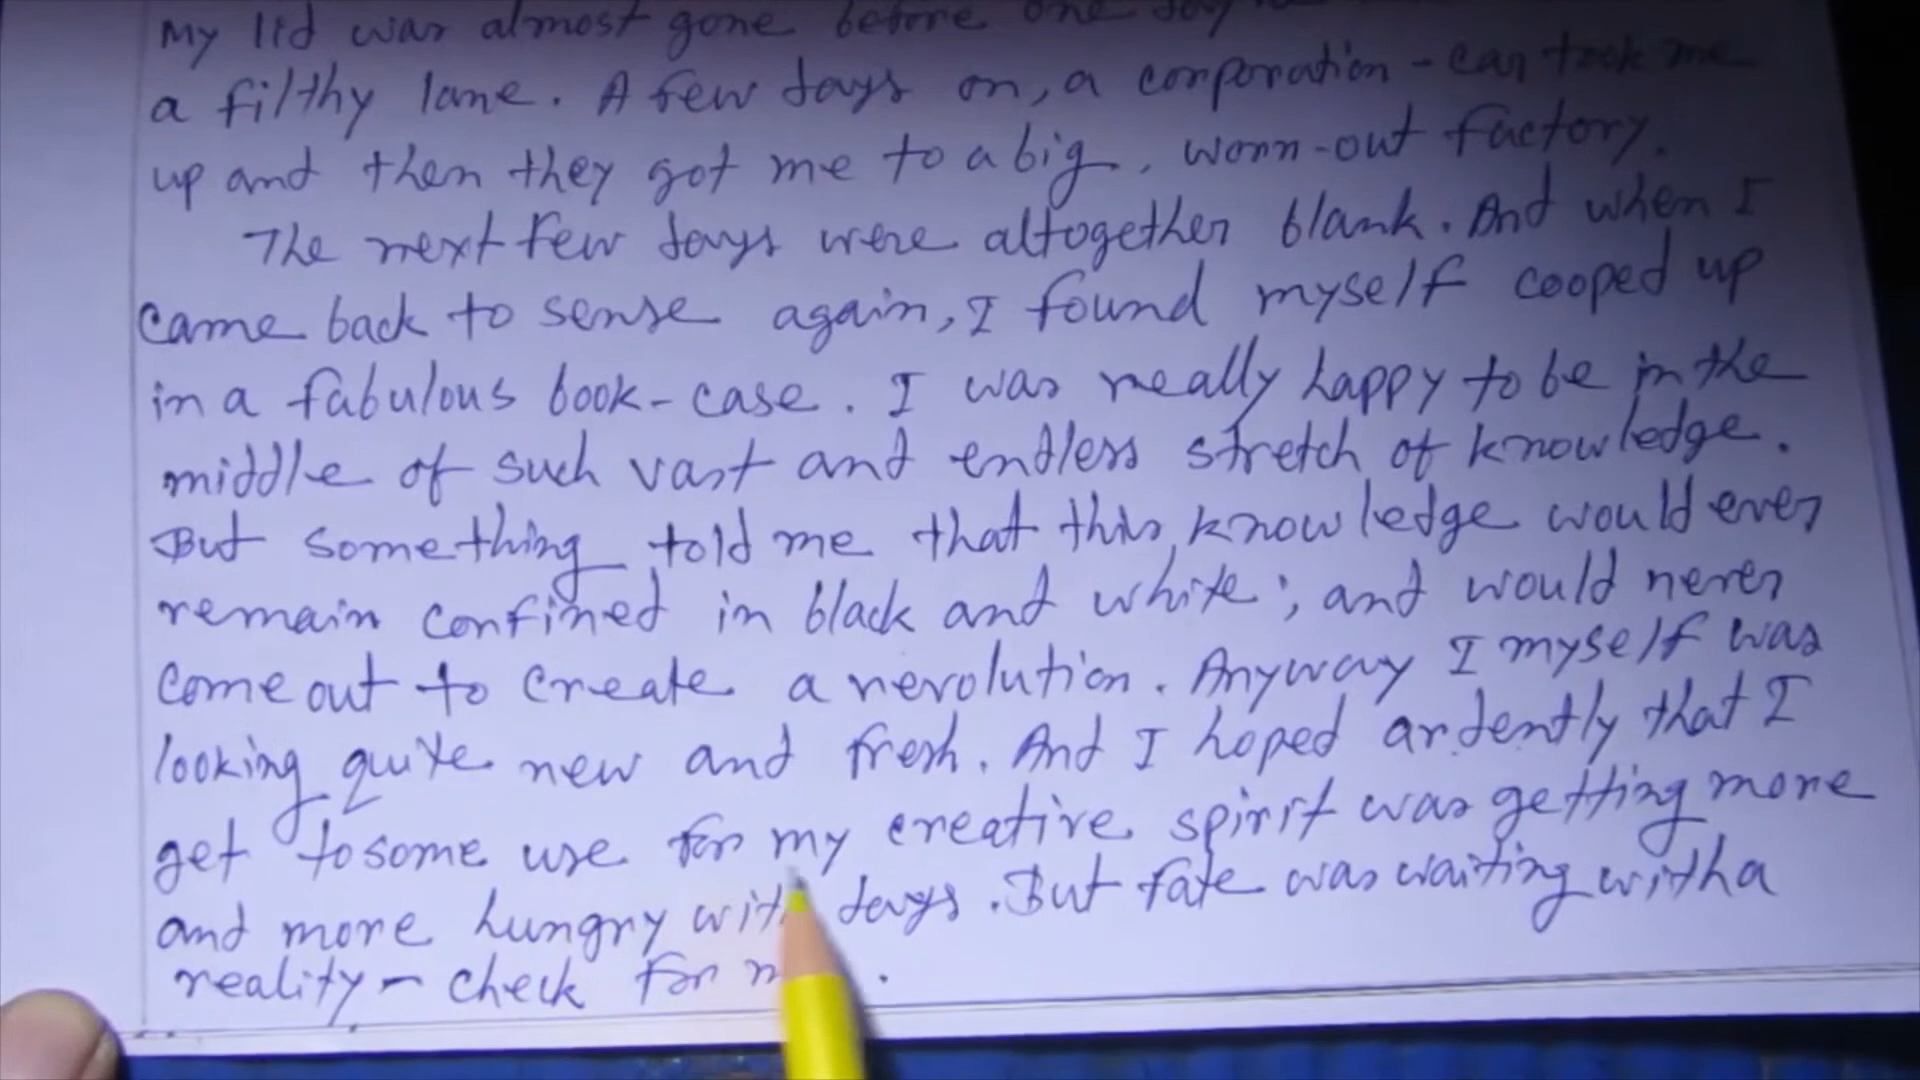 My lid was almost gone before one day
a filthy lane. A few days on, a corporation-car took me
up and then they got me to a big, worn-out factory.
The next few days were altogether blank. And when I
came back to sense again, I found myself cooped up
in a fabulous book-case. I was really happy to be in the
middle of such vast and endless stretch of knowledge.
But something told me that this knowledge would ever
remain confined in black and white; and would never
come out to create a revolution. Anyway I myself was
looking quite new and fresh. And I hoped ardently that I
get to some use for my creative spirit was getting more
and more hungry with days. But fate was waiting with a
reality-check for